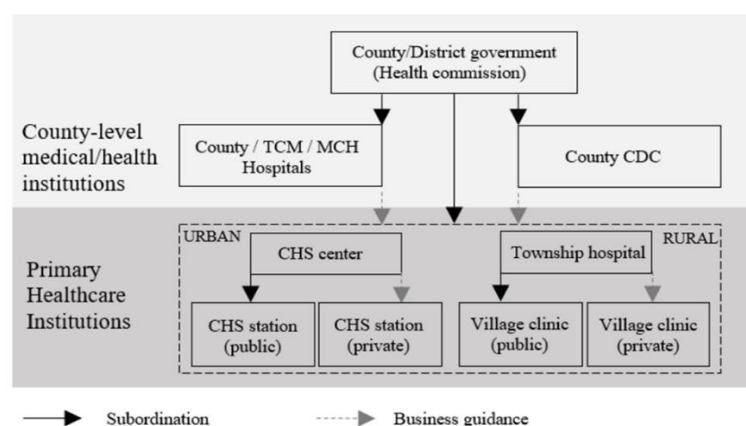 County/District government
(Health commission)
County-level
medical/health
institutions
County / TCM / MCH
Hospitals
County CDC
URBAN
RURAL
CHS center
Township hospital
Primary
Healthcare
Institutions
CHS station
(public)
CHS station
(private)
Village clinic
(public)
Village clinic
(private)
Subordination
Business guidance